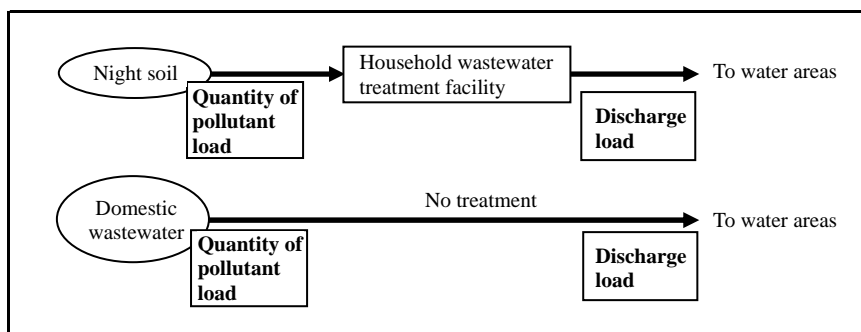 Night soil
Quantity of
pollutant
load
Household wastewater
treatment facility
Discharge
load
To water areas
Domestic
wastewater
Quantity of
pollutant
load
No treatment
Discharge
load
To water areas